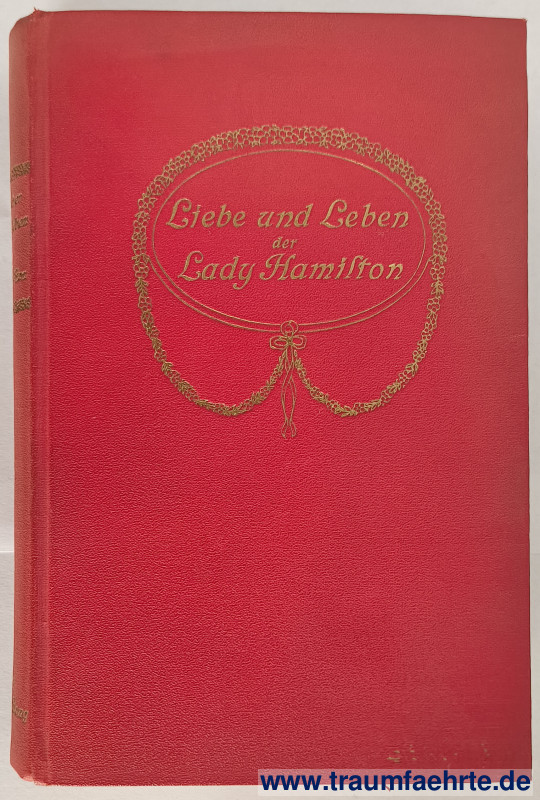 Liebe und Leben
der
Lady Hamilton
www.traumfaehrte.de